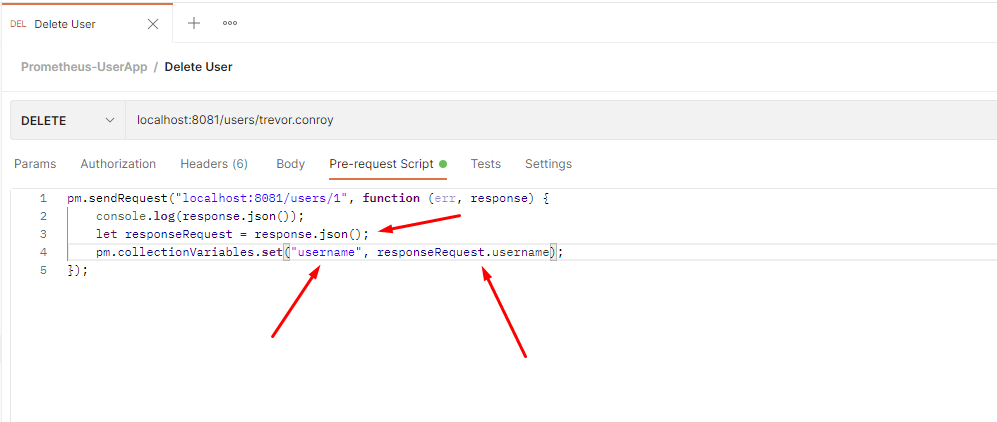 DEL Delete User
Prometheus-UserApp / Delete User
DELETE localhost:8081/users/trevor.conroy
Params Authorization Headers (6) Body Pre-request Script Tests Settings
1 pm.sendRequest("localhost:8081/users/1", function (err, response) {
2 console.log(response.json());
3 let responseRequest = response.json();
4 pm.collectionVariables.set("username", responseRequest.username);
5 });